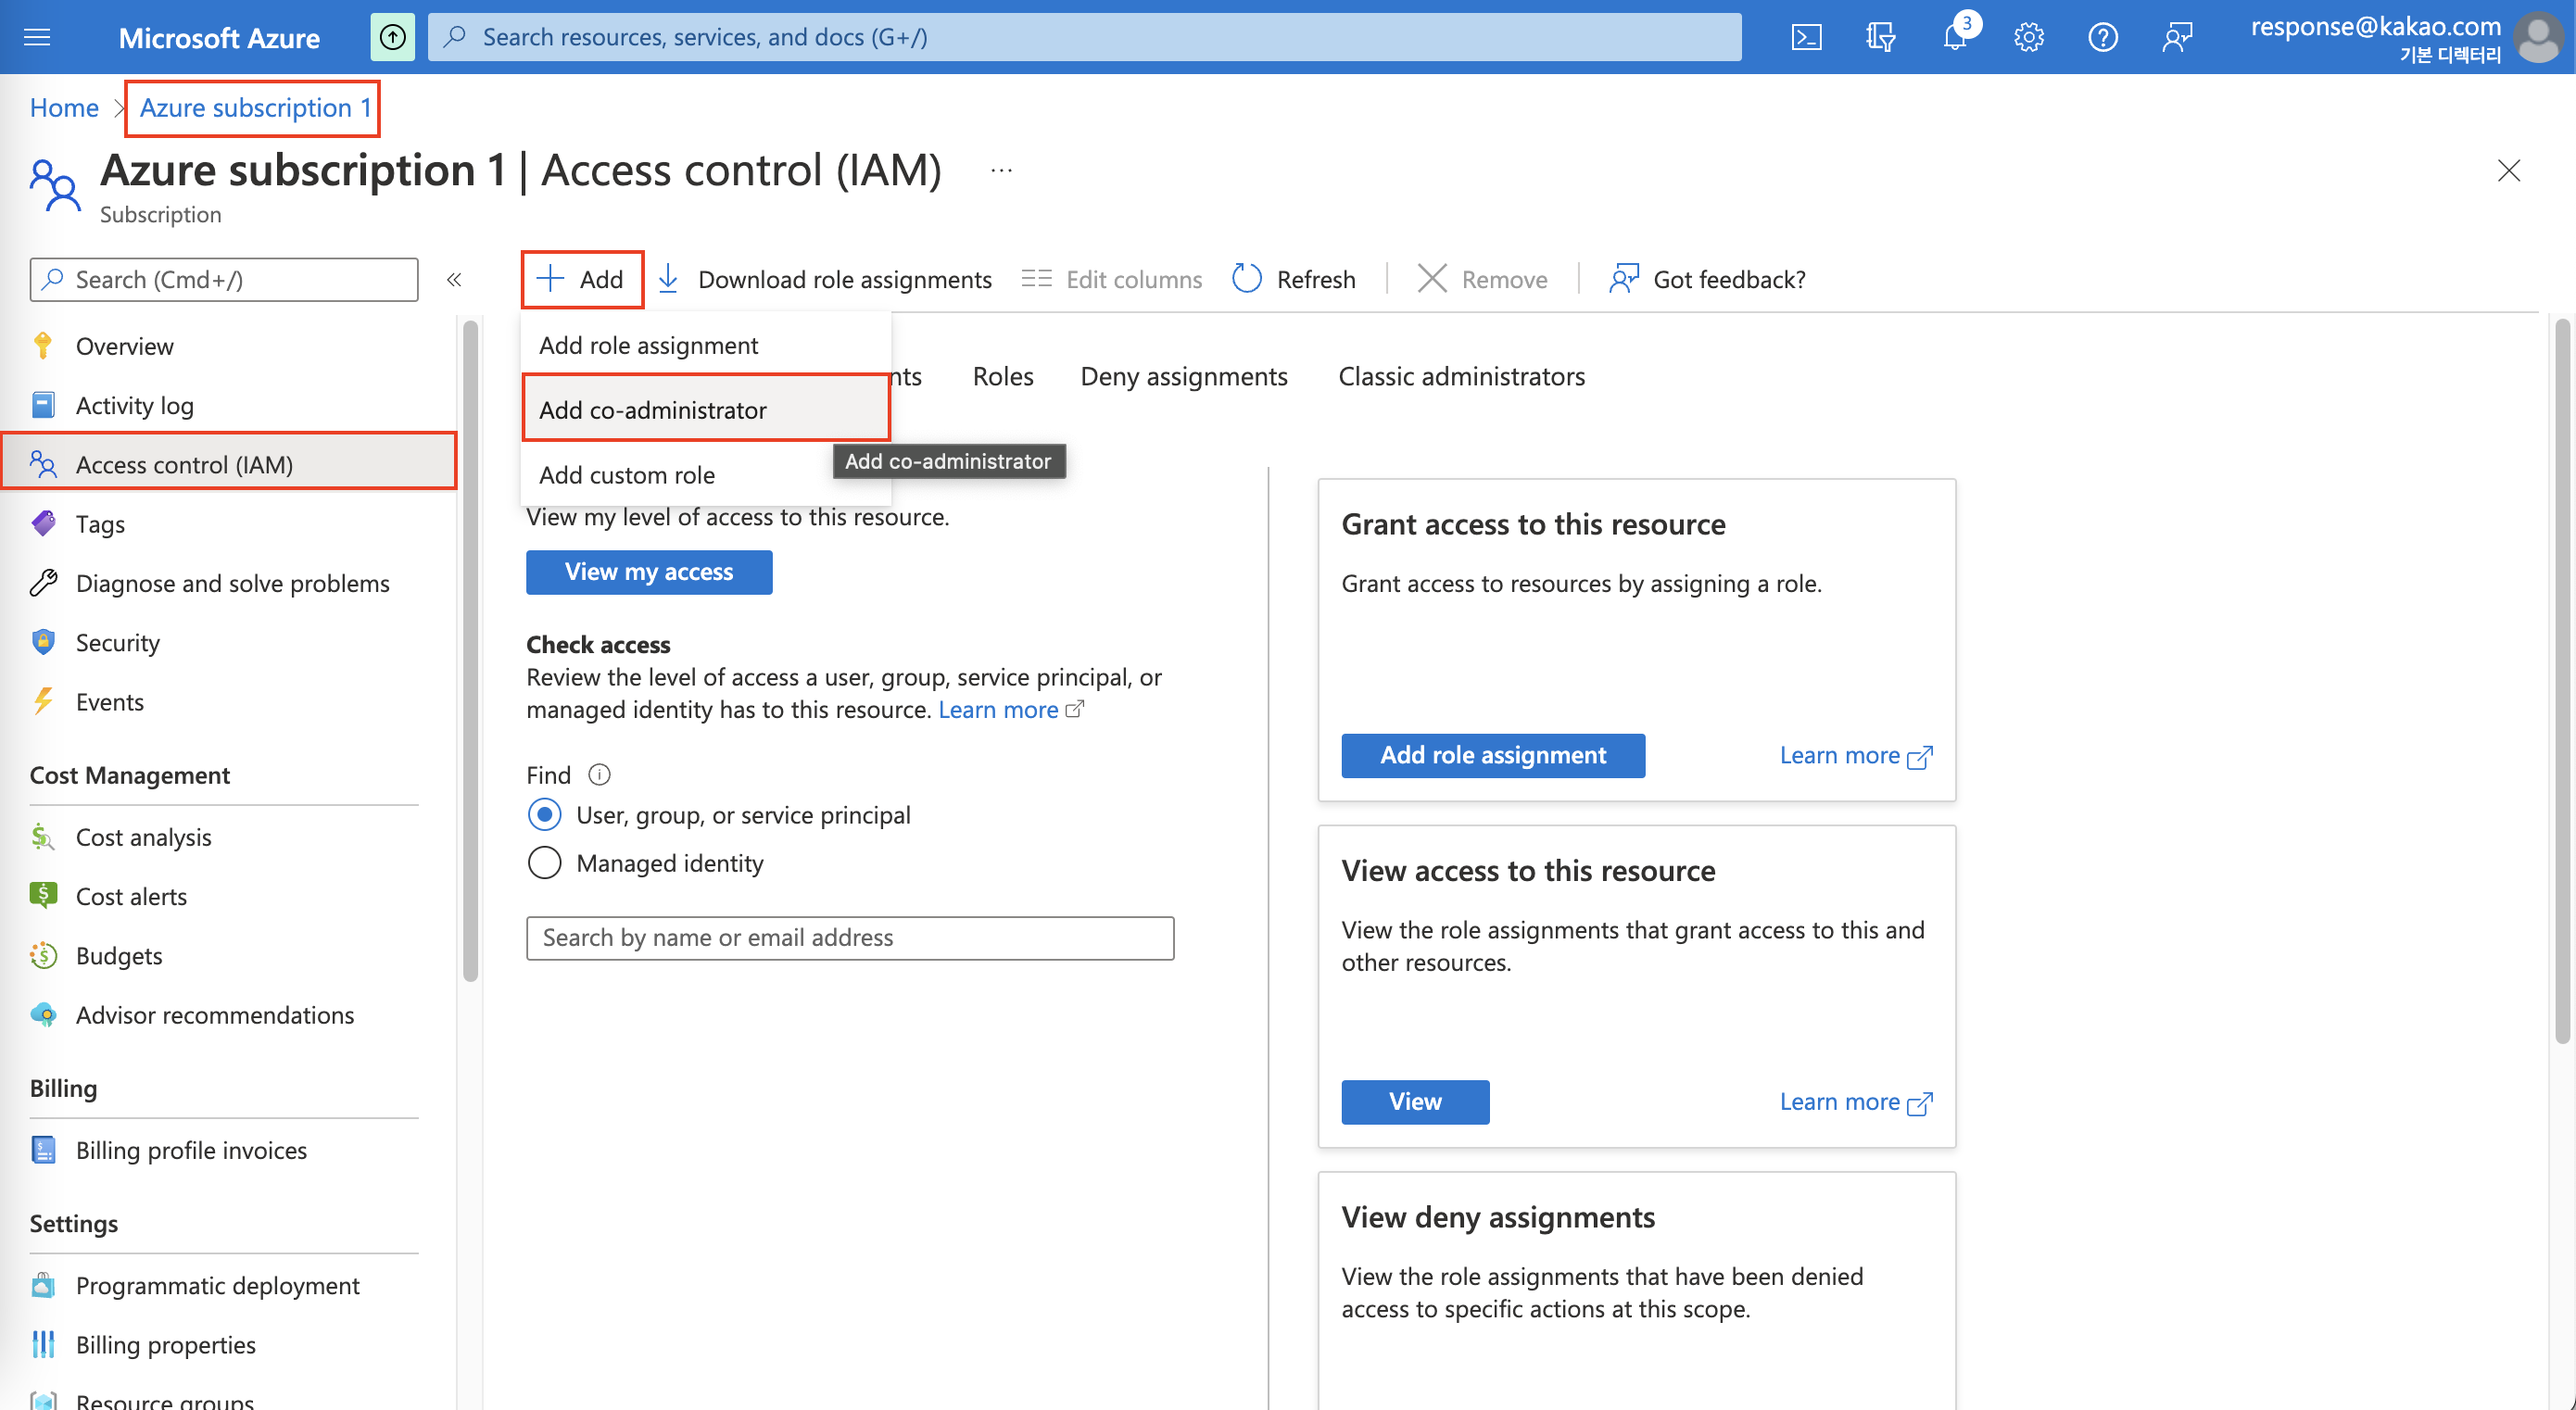 Microsoft Azure
Search resources, services, and docs (G+/)
3
response@kakao.com
기본 디렉터리
Home
Azure subscription 1
Azure subscription 1 | Access control (IAM)
...
Subscription
Search (Cmd+/)
«
Overview
Activity log
Access control (IAM)
Tags
Diagnose and solve problems
Security
Events
Cost Management
Cost analysis
Cost alerts
Budgets
Advisor recommendations
Billing
Billing profile invoices
Settings
Programmatic deployment
Billing properties
Resource groups
Add
Download role assignments
Edit columns
Refresh
Remove
Got feedback?
Add role assignment
Add co-administrator
Add custom role
Add co-administrator
nts
Roles
Deny assignments
Classic administrators
View my level of access to this resource.
View my access
Check access
Review the level of access a user, group, service principal, or
managed identity has to this resource. Learn more
Find
User, group, or service principal
Managed identity
Search by name or email address
Grant access to this resource
Grant access to resources by assigning a role.
Add role assignment
Learn more
View access to this resource
View the role assignments that grant access to this and
other resources.
View
Learn more
View deny assignments
View the role assignments that have been denied
access to specific actions at this scope.